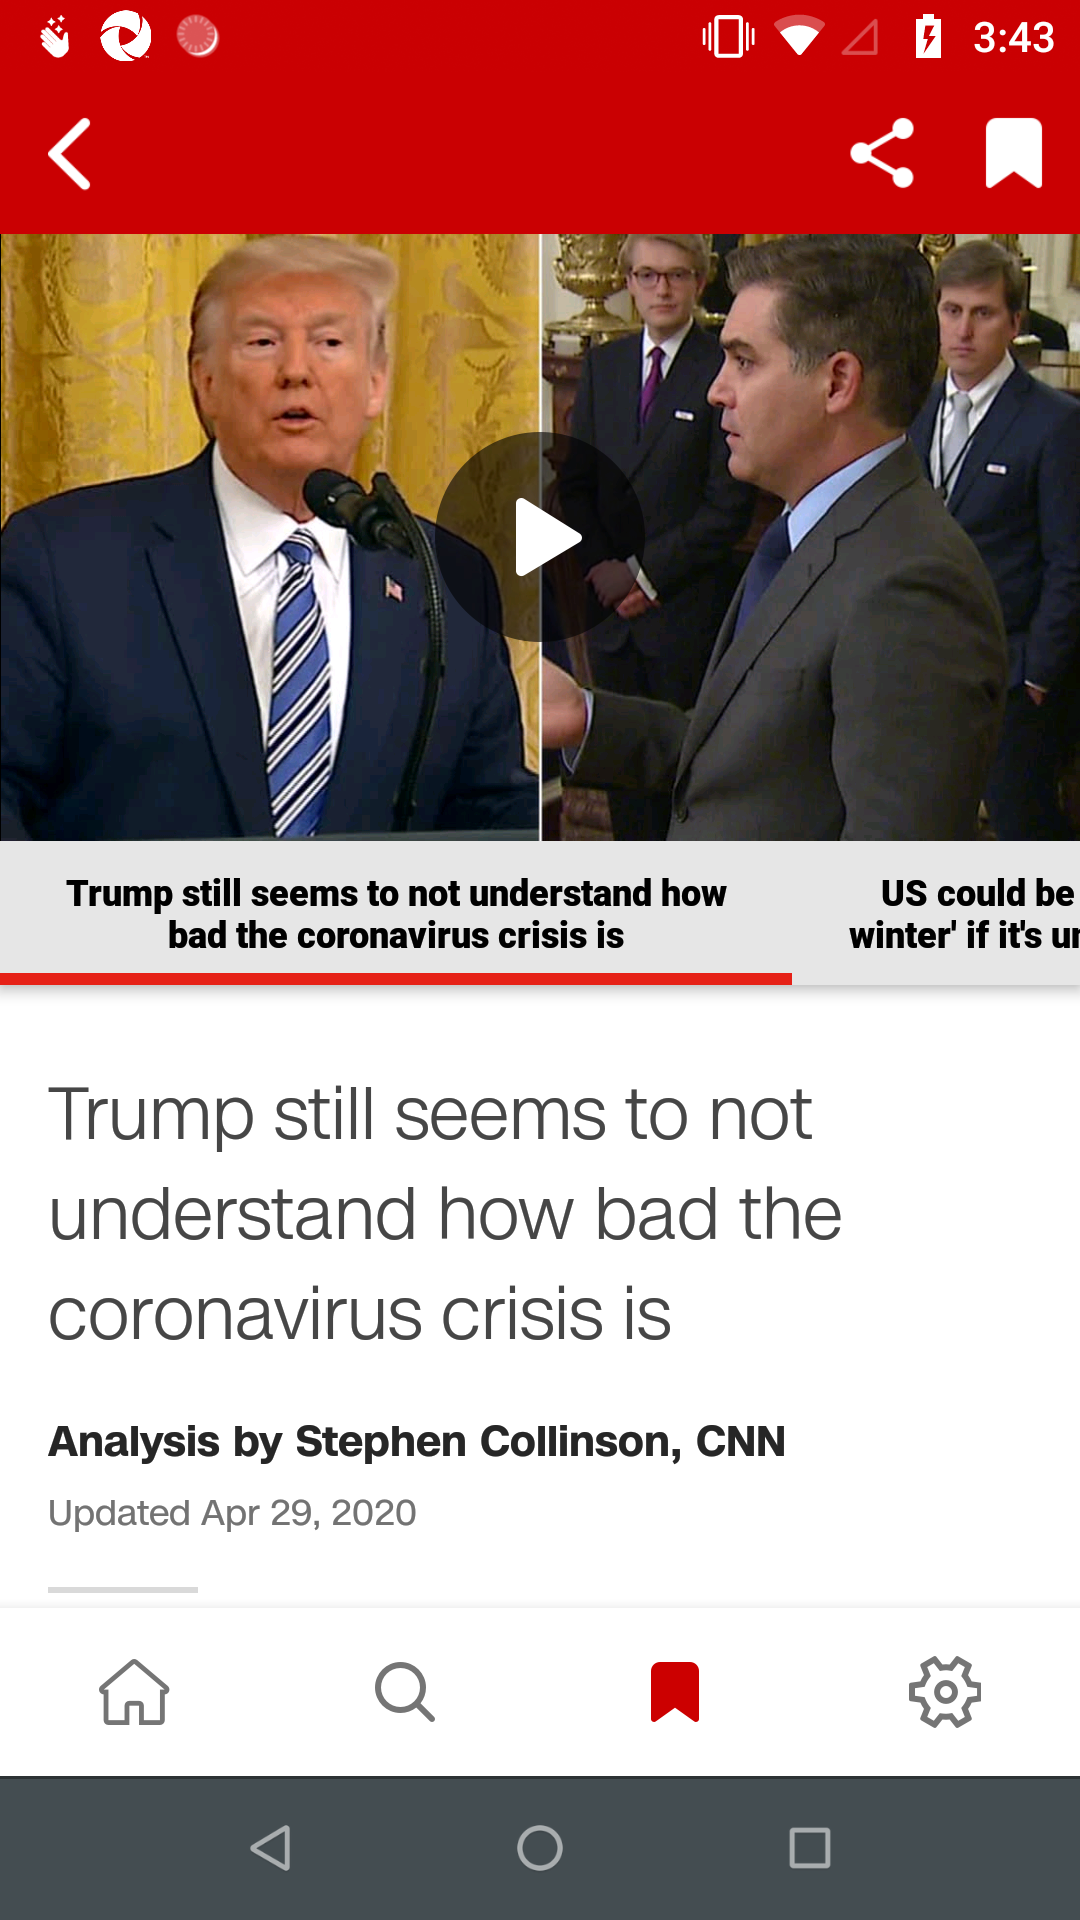 3:43
Trump still seems to not understand how
bad the coronavirus crisis is
US could be
winter' if it's
Trump still seems to not
understand how bad the
coronavirus crisis is
Analysis by Stephen Collinson, CNN
Updated Apr 29, 2020